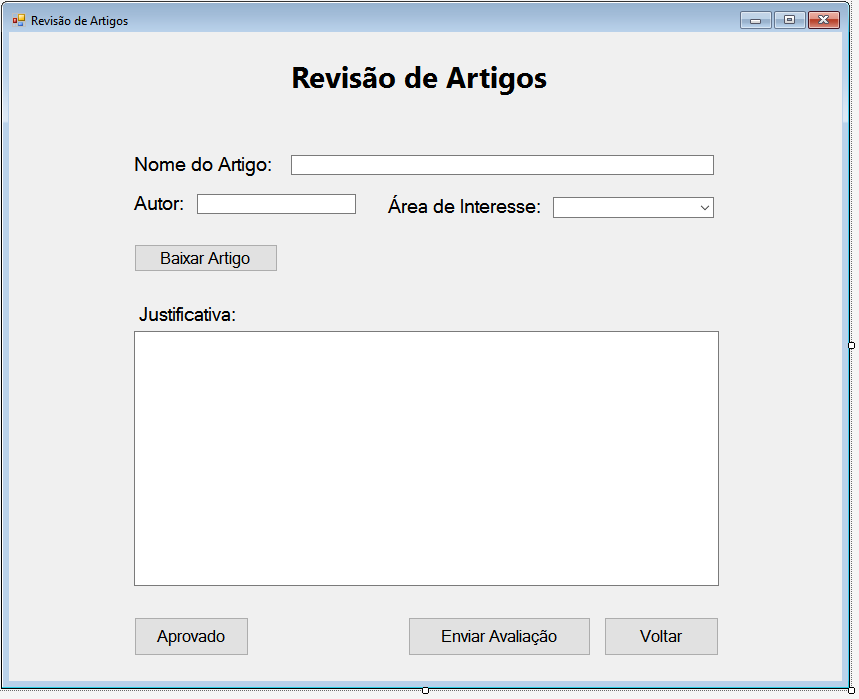 Revisão de Artigos
Revisão de Artigos
Nome do Artigo:
Autor:
Área de Interesse:
Baixar Artigo
Justificativa:
Aprovado
Enviar Avaliação
Voltar